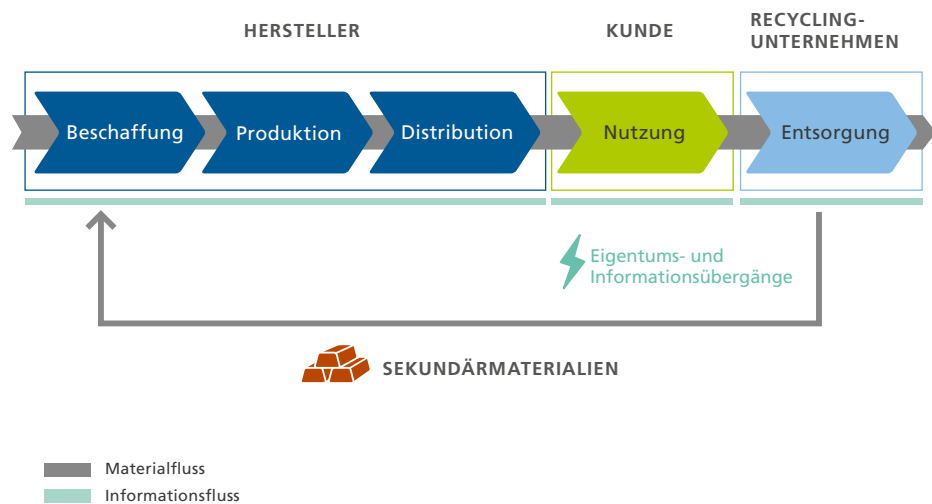 HERSTELLER
KUNDE
RECYCLING-
UNTERNEHMEN
Beschaffung
Produktion
Distribution
Nutzung
Entsorgung
Eigentums- und
Informationsübergänge
SEKUNDÄRMATERIALIEN
Materialfluss
Informationsfluss